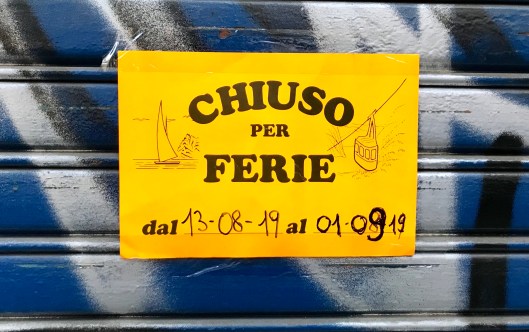 CHIUSO
PER
FERIE
dal 13-08-19 al 01-09-19